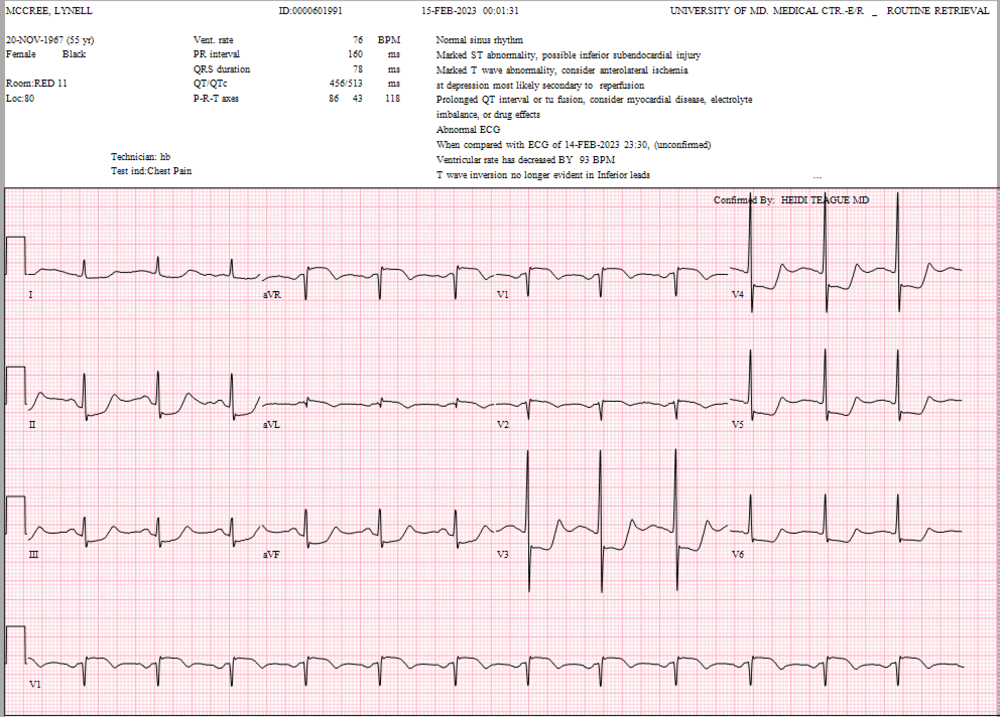 MCCREE, LYNELL ID:0000601991 15-FEB-2023 00:01:31 UNIVERSITY OF MD. MEDICAL CTR.-E/R _ ROUTINE RETRIEVAL
20-NOV-1967 (55 yr) Vent. rate 76 BPM Normal sinus rhythm
Female Black PR interval 160 ms Marked ST abnormality, possible inferior subendocardial injury
QRS duration 78 ms Marked T wave abnormality, consider anterolateral ischemia
Room:RED 11 QT/QTc 456/513 ms st depression most likely secondary to reperfusion
Loc:80 P-R-T axes 86 43 118 Prolonged QT interval or tu fusion, consider myocardial disease, electrolyte
imbalance, or drug effects
Abnormal ECG
When compared with ECG of 14-FEB-2023 23:30, (unconfirmed)
Technician: hb Ventricular rate has decreased BY 93 BPM
Test ind:Chest Pain T wave inversion no longer evident in Inferior leads ...
Confirmed By: HEIDI TEAGUE MD
I aVR V1 V4
II aVL V2 V5
III aVF V3 V6
V1